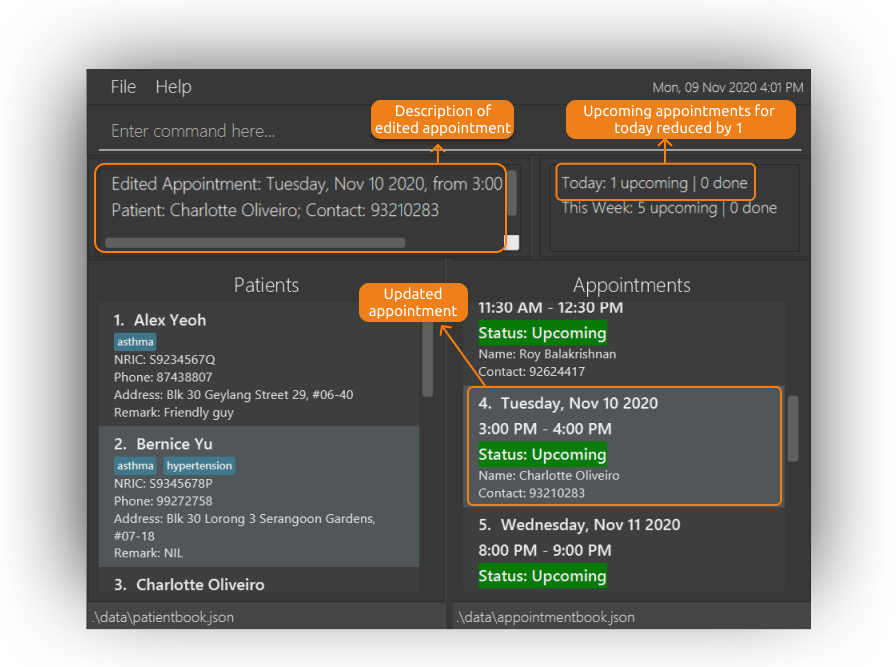 File Help
Mon, 09 Nov 2020 4:01 PM
Description of
edited appointment
Upcoming appointments for
today reduced by 1
Enter command here...
Edited Appointment: Tuesday, Nov 10 2020, from 3:00
Patient: Charlotte Oliveiro; Contact: 93210283
Today: 1 upcoming | 0 done
This Week: 5 upcoming | 0 done
Patients
1. Alex Yeoh
asthma
NRIC: S9234567Q
Phone: 87438807
Address: Blk 30 Geylang Street 29, #06-40
Remark: Friendly guy
2. Bernice Yu
asthma hypertension
NRIC: S9345678P
Phone: 99272758
Address: Blk 30 Lorong 3 Serangoon Gardens,
#07-18
Remark: NIL
3. Charlotte Oliveiro
Updated
appointment
Appointments
11:30 AM - 12:30 PM
Status: Upcoming
Name: Roy Balakrishnan
Contact: 92624417
4. Tuesday, Nov 10 2020
3:00 PM - 4:00 PM
Status: Upcoming
Name: Charlotte Oliveiro
Contact: 93210283
5. Wednesday, Nov 11 2020
8:00 PM - 9:00 PM
Status: Upcoming
.\data\patientbook.json
.\data\appointmentbook.json